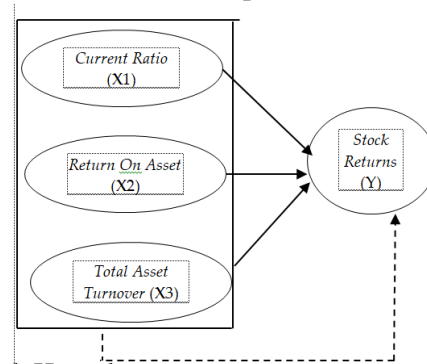 Current Ratio
(X1)
Return On Asset
(X2)
Total Asset
Turnover (X3)
Stock
Returns
(Y)